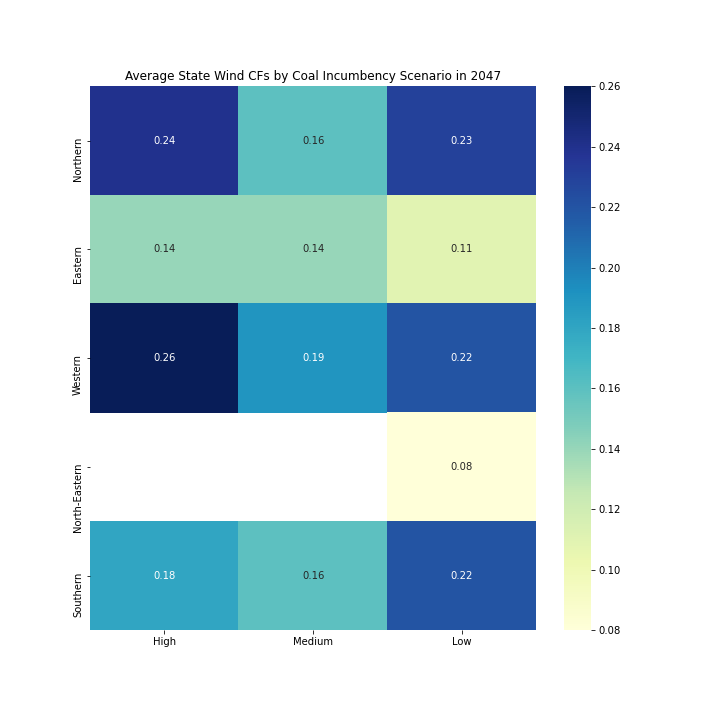 Average State Wind CFs by Coal Incumbency Scenario in 2047
Northern
0.24
0.16
0.23
Eastern
0.14
0.14
0.11
Western
0.26
0.19
0.22
North-Eastern
0.08
Southern
0.18
0.16
0.22
High
Medium
Low
0.26
0.24
0.22
0.20
0.18
0.16
0.14
0.12
0.10
0.08